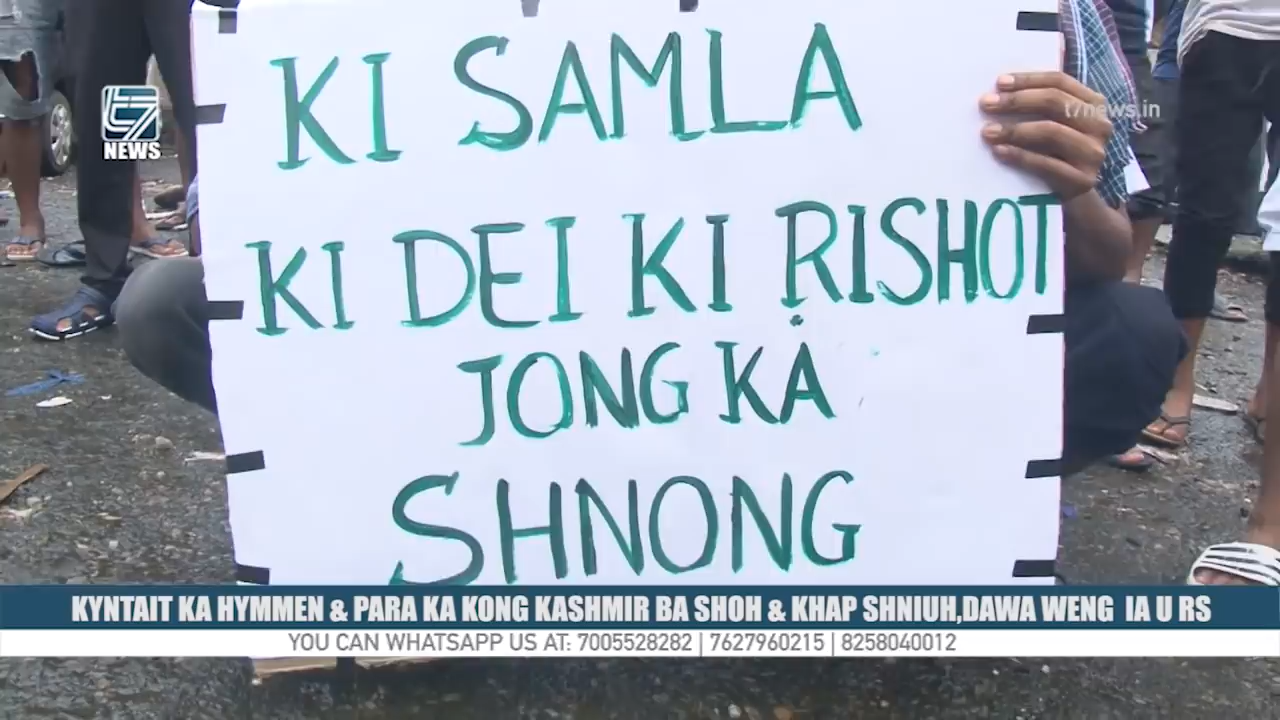 KI SAMLA
t7news.in
T7
NEWS
KI DEI KI RISHOT
JONG KA
SHNONG
KYNTAIT KA HYMMEN & PARA KA KONG KASHMIR BA SHOH & KHAP SHNIUH,DAWA WENG IA U RS
YOU CAN WHATSAPP US AT: 7005528282 | 7627960215 | 8258040012